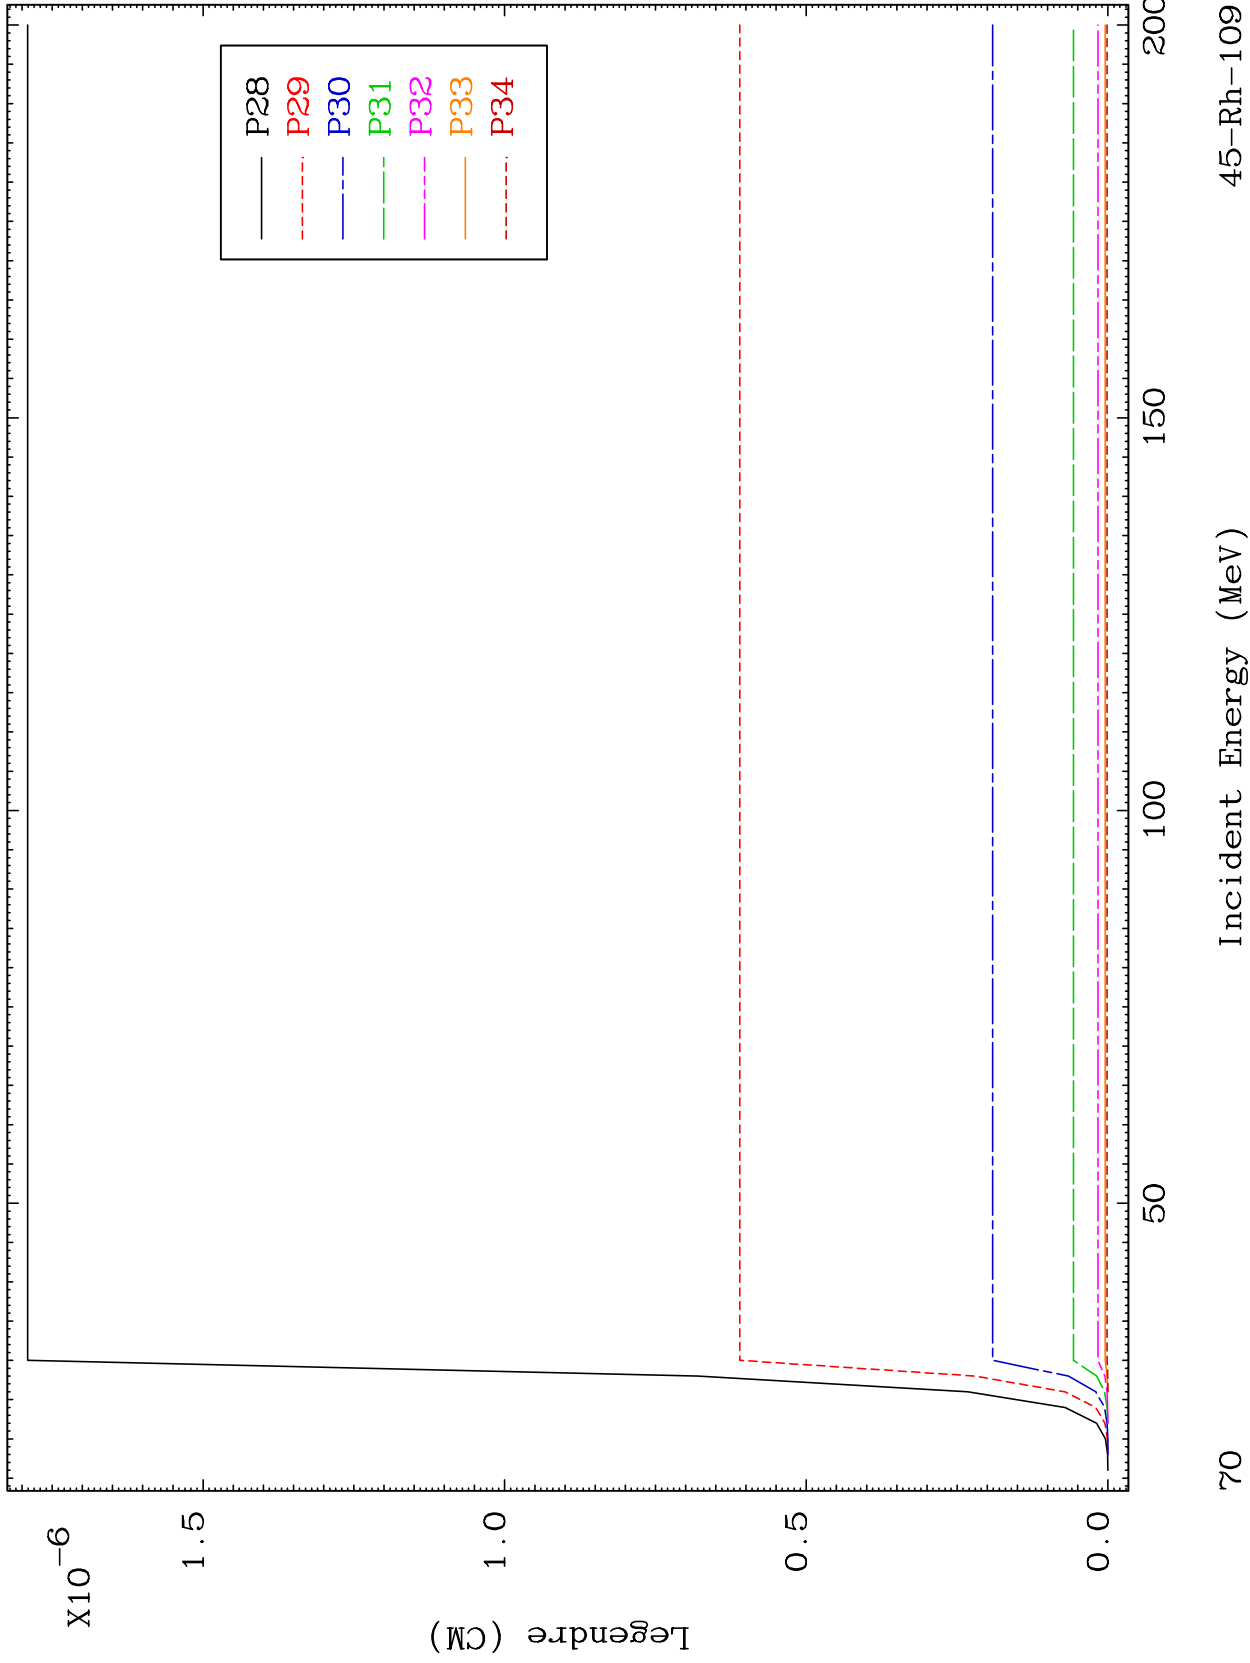 X10-6
1.5
1.0
0.5
0.0
Legendre (CM)
P28
P29
P30
P31
P32
P33
P34
50
100
150
200
Incident Energy (MeV)
70
45-Rh-109